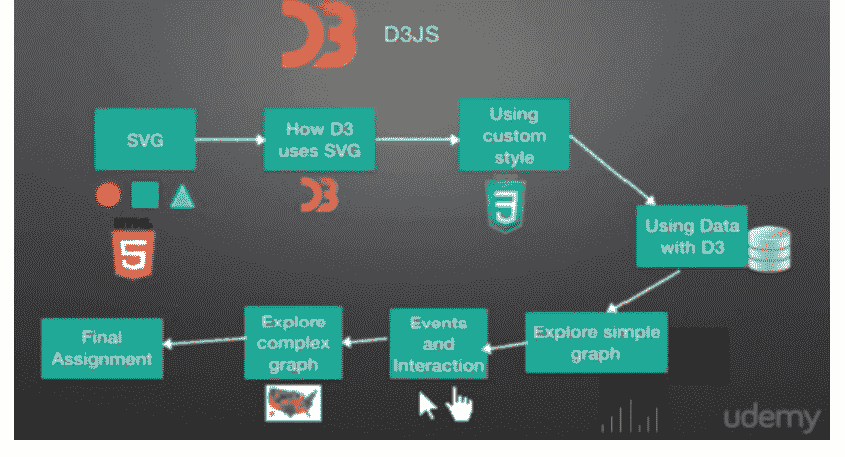 D3JS
SVG
How D3
uses SVG
Using
custom
style
Using Data
with D3
Explore simple
graph
Events
and
Interaction
Explore
complex
graph
Final
Assignment
udemy